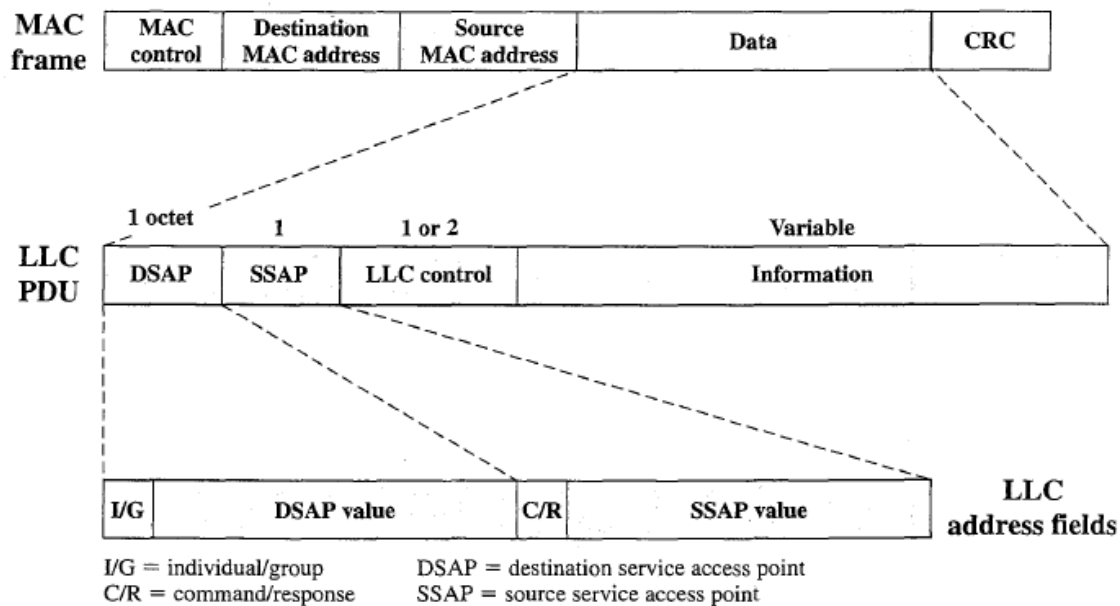 MAC frame
MAC control
Destination MAC address
Source MAC address
Data
CRC
1 octet
1
1 or 2
Variable
LLC PDU
DSAP
SSAP
LLC control
Information
I/G
DSAP value
C/R
SSAP value
LLC address fields
I/G = individual/group
DSAP = destination service access point
C/R = command/response
SSAP = source service access point